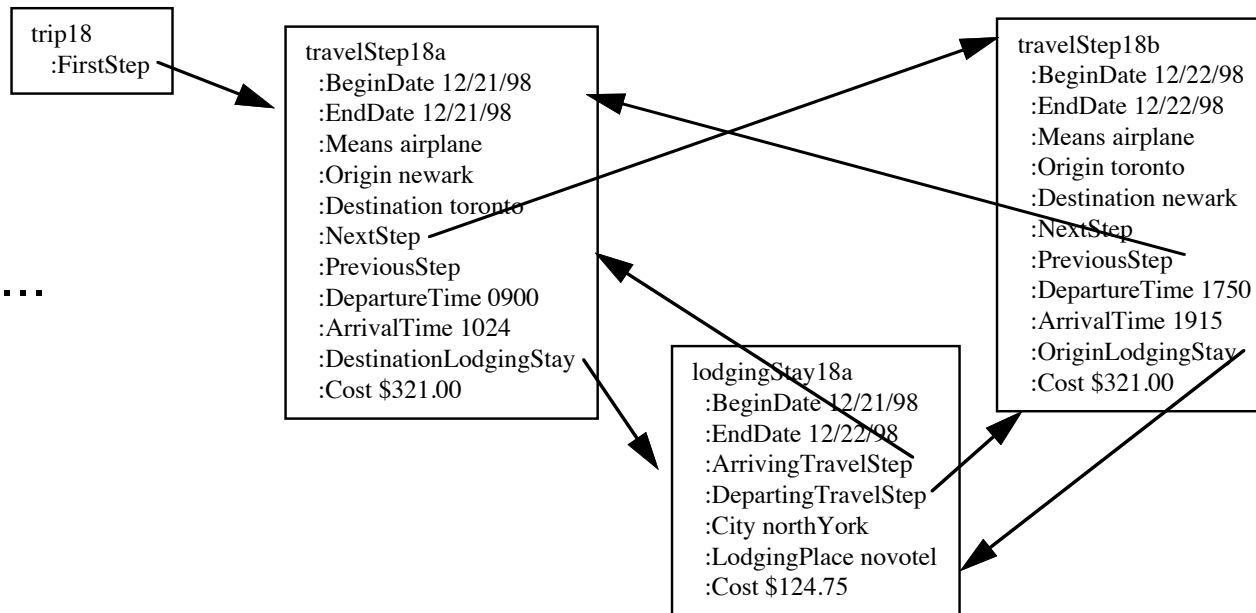 trip18
:FirstStep
travelStep18a
:BeginDate 12/21/98
:EndDate 12/21/98
:Means airplane
:Origin newark
:Destination toronto
:NextStep
:PreviousStep
:DepartureTime 0900
:ArrivalTime 1024
:DestinationLodgingStay
:Cost $321.00
travelStep18b
:BeginDate 12/22/98
:EndDate 12/22/98
:Means airplane
:Origin toronto
:Destination newark
:NextStep
:PreviousStep
:DepartureTime 1750
:ArrivalTime 1915
:OriginLodgingStay
:Cost $321.00
lodgingStay18a
:BeginDate 12/21/98
:EndDate 12/22/98
:ArrivingTravelStep
:DepartingTravelStep
:City northYork
:LodgingPlace novotel
:Cost $124.75
...